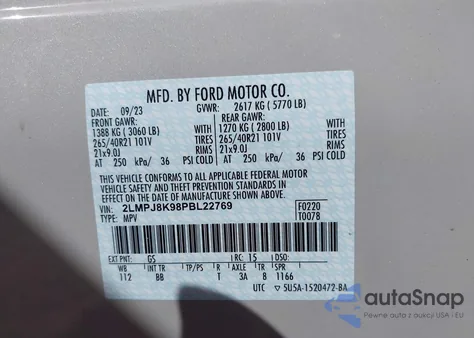 MFD. BY FORD MOTOR CO.
DATE: 09/23 GVWR: 2617 KG ( 5770 LB)
FRONT GAWR: REAR GAWR:
1388 KG ( 3060 LB) WITH 1270 KG ( 2800 LB) WITH
265/40R21 101V TIRES 265/40R21 101V TIRES
21x9.0J RIMS 21x9.0J RIMS
AT 250 kPa/ 36 PSI COLD AT 250 kPa/ 36 PSI COLD
THIS VEHICLE CONFORMS TO ALL APPLICABLE FEDERAL MOTOR
VEHICLE SAFETY AND THEFT PREVENTION STANDARDS IN
EFFECT ON THE DATE OF MANUFACTURE SHOWN ABOVE.
VIN: 2LMPJ8K98PBL22769 F0220
TYPE: MPV T0078
EXT PNT: GS RC: 15 DSO:
WB INT TR TP/PS R AXLE TR SPR
112 BB T 3A 8 1166
UTC ▽ 5U5A-1520472-BA
autoSnap
Pewne auto z USA i EU